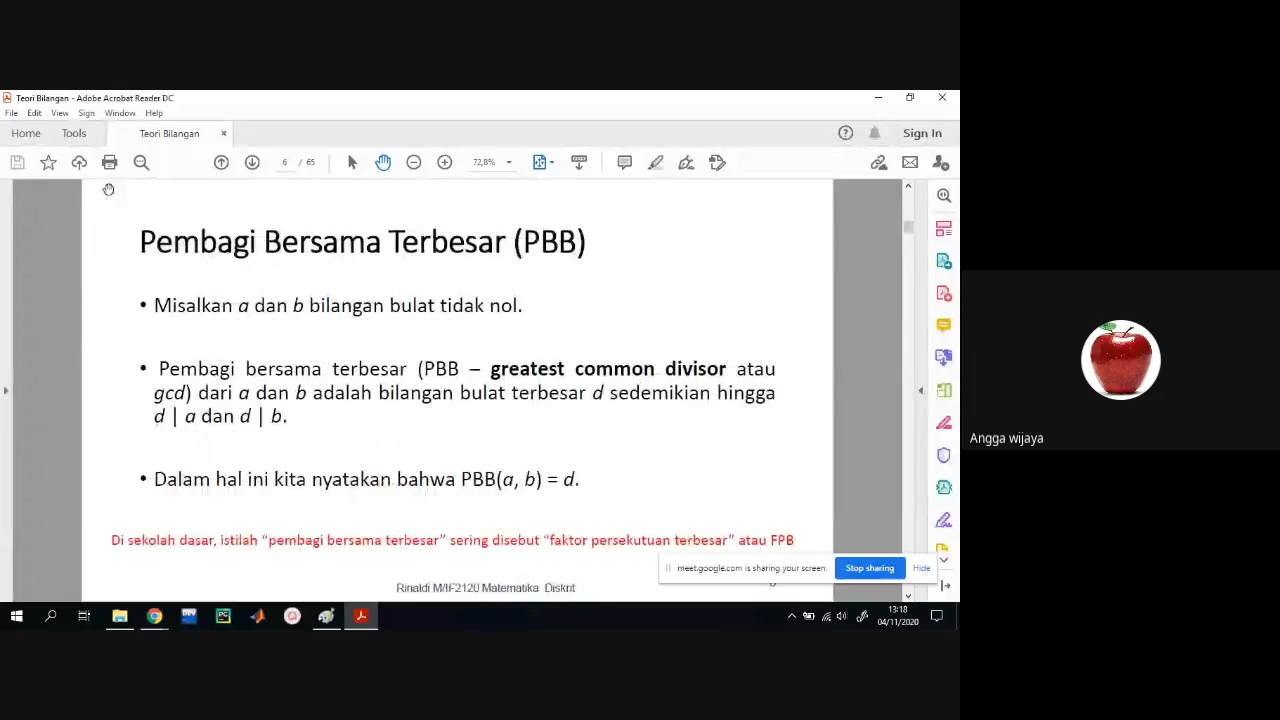 Teori Bilangan - Adobe Acrobat Reader DC
File Edit View Sign Window Help
Home Tools Teori Bilangan × Sign In
6 / 65 72,8%
Pembagi Bersama Terbesar (PBB)
• Misalkan a dan b bilangan bulat tidak nol.
• Pembagi bersama terbesar (PBB – greatest common divisor atau
gcd) dari a dan b adalah bilangan bulat terbesar d sedemikian hingga
d | a dan d | b.
• Dalam hal ini kita nyatakan bahwa PBB(a, b) = d.
Di sekolah dasar, istilah “pembagi bersama terbesar” sering disebut “faktor persekutuan terbesar” atau FPB
meet.google.com is sharing your screen. Stop sharing Hide
Rinaldi M/IF2120 Matematika Diskrit
13:18
04/11/2020
Angga wijaya